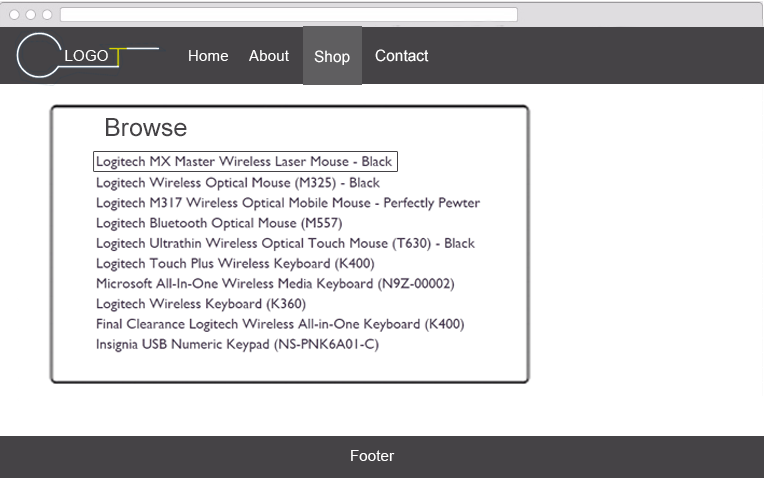 LOGO
Home About Shop Contact
Browse
Logitech MX Master Wireless Laser Mouse - Black
Logitech Wireless Optical Mouse (M325) - Black
Logitech M317 Wireless Optical Mobile Mouse - Perfectly Pewter
Logitech Bluetooth Optical Mouse (M557)
Logitech Ultrathin Wireless Optical Touch Mouse (T630) - Black
Logitech Touch Plus Wireless Keyboard (K400)
Microsoft All-In-One Wireless Media Keyboard (N9Z-00002)
Logitech Wireless Keyboard (K360)
Final Clearance Logitech Wireless All-in-One Keyboard (K400)
Insignia USB Numeric Keypad (NS-PNK6A01-C)
Footer